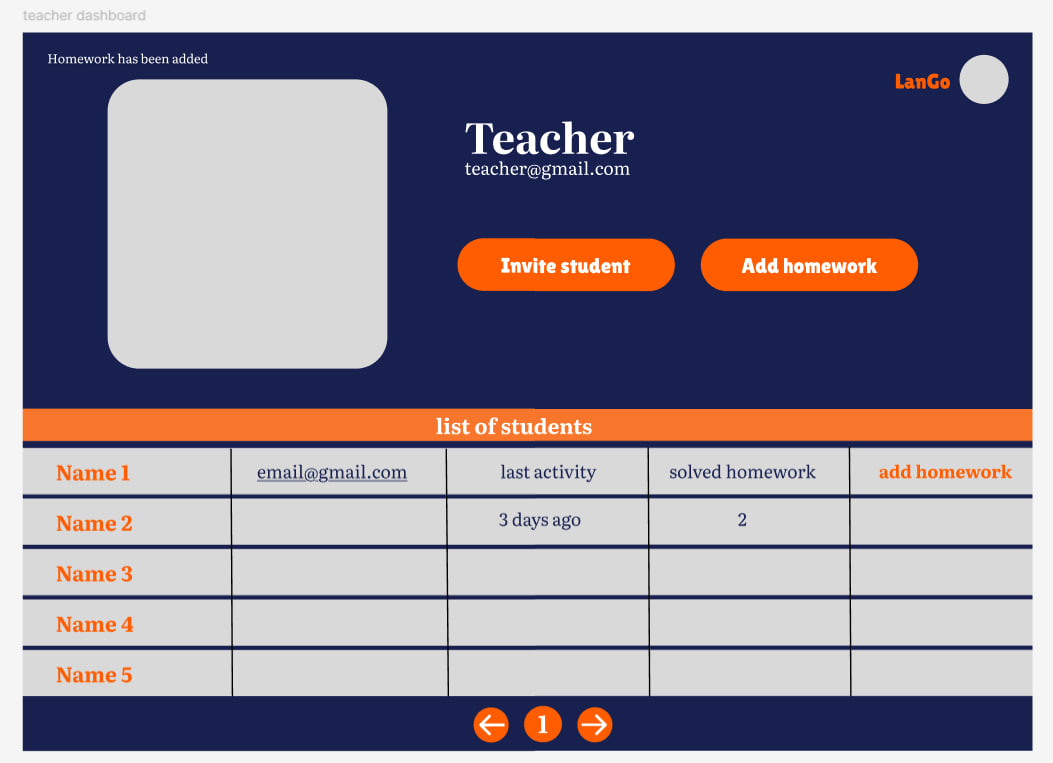 teacher dashboard
Homework has been added
LanGo
Teacher
teacher@gmail.com
Invite student
Add homework
list of students
Name 1 email@gmail.com last activity solved homework add homework
Name 2 3 days ago 2
Name 3
Name 4
Name 5
1